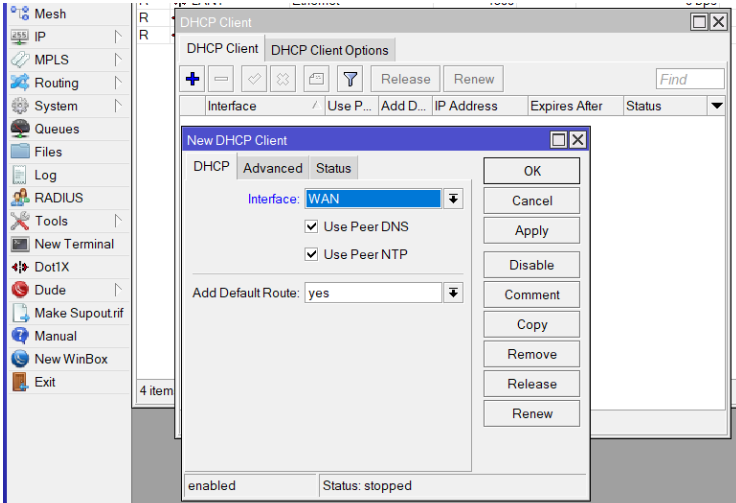 Mesh
IP
MPLS
Routing
System
Queues
Files
Log
RADIUS
Tools
New Terminal
Dot1X
Dude
Make Supout.rif
Manual
New WinBox
Exit
R
R
4 item
DHCP Client
DHCP Client DHCP Client Options
Release Renew Find
Interface Use P... Add D... IP Address Expires After Status
New DHCP Client
DHCP Advanced Status
Interface: WAN
Use Peer DNS
Use Peer NTP
Add Default Route: yes
OK
Cancel
Apply
Disable
Comment
Copy
Remove
Release
Renew
enabled Status: stopped